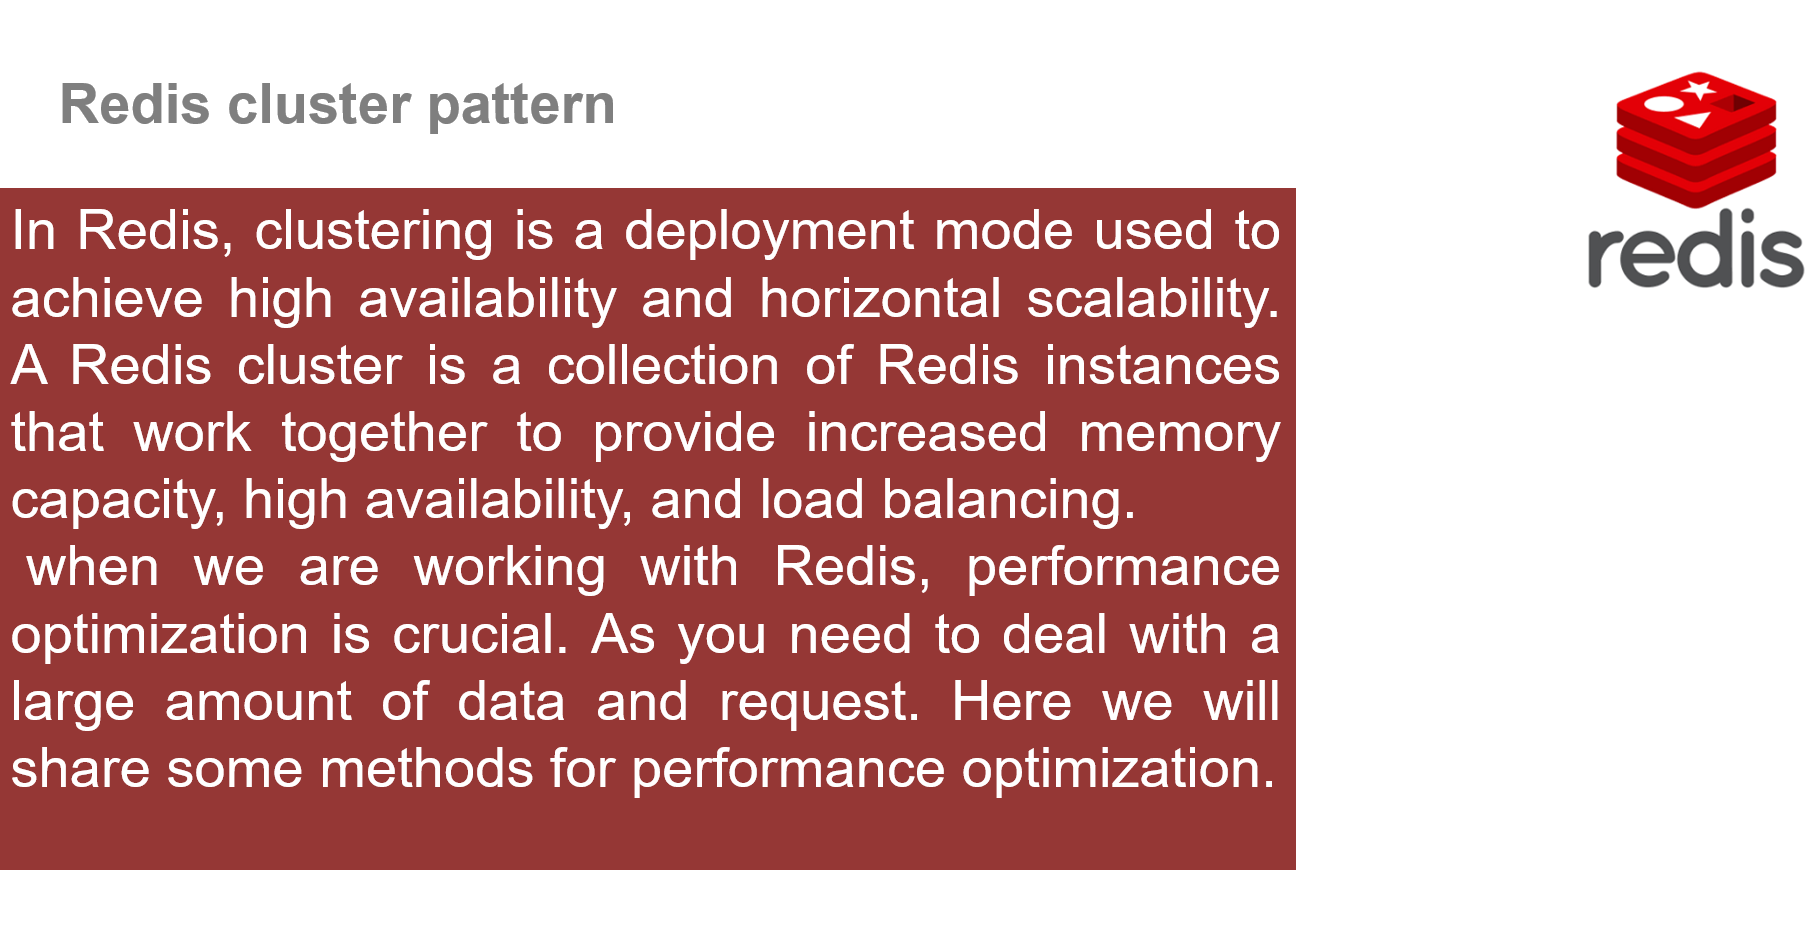 Redis cluster pattern
redis
In Redis, clustering is a deployment mode used to
achieve high availability and horizontal scalability.
A Redis cluster is a collection of Redis instances
that work together to provide increased memory
capacity, high availability, and load balancing.
when we are working with Redis, performance
optimization is crucial. As you need to deal with a
large amount of data and request. Here we will
share some methods for performance optimization.